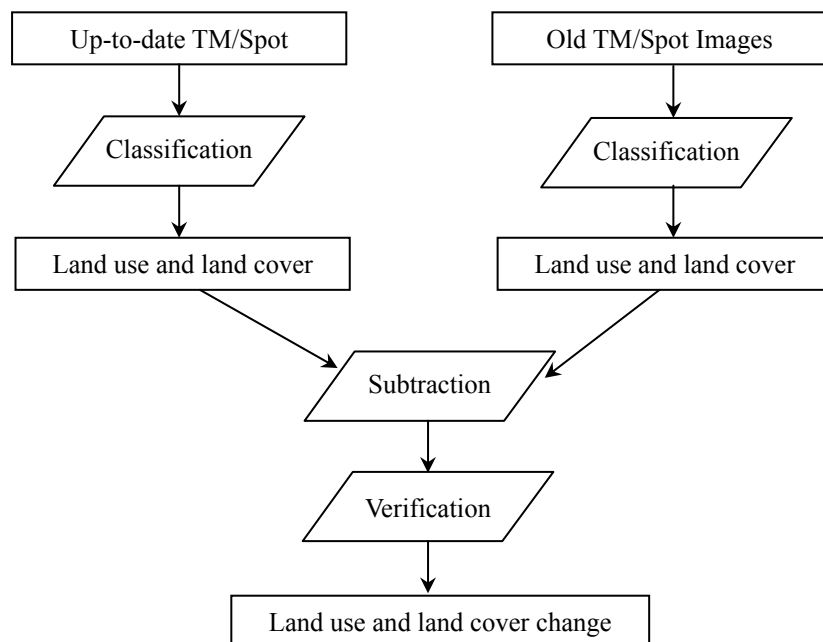 Up-to-date TM/Spot
Old TM/Spot Images
Classification
Classification
Land use and land cover
Land use and land cover
Subtraction
Verification
Land use and land cover change